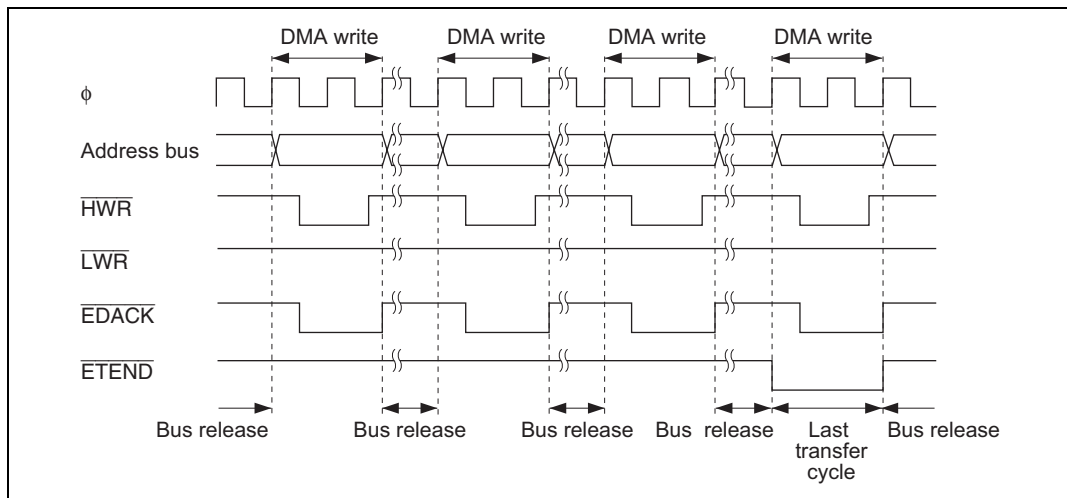 DMA write DMA write DMA write DMA write
ϕ
Address bus
HWR
LWR
EDACK
ETEND
Bus release Bus release Bus release Bus release Last transfer cycle Bus release